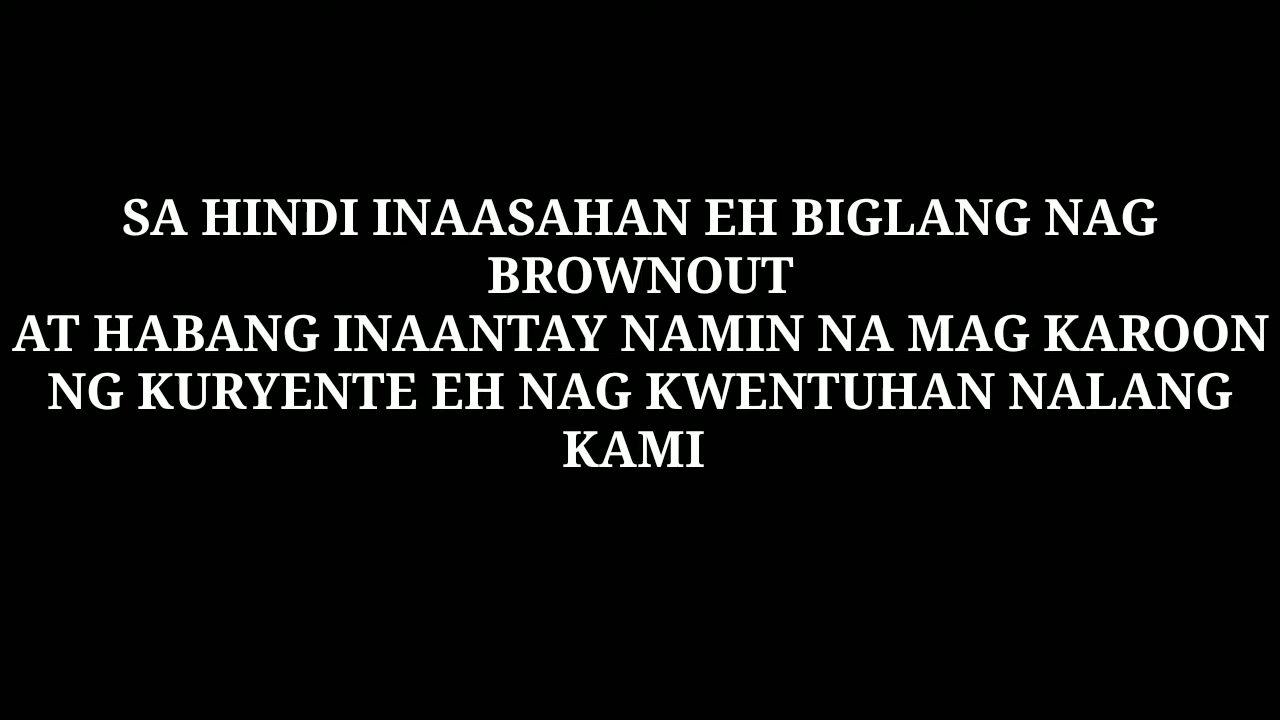 SA HINDI INAASAHAN EH BIGLANG NAG
BROWNOUT
AT HABANG INAANTAY NAMIN NA MAG KAROON
NG KURYENTE EH NAG KWENTUHAN NALANG
KAMI